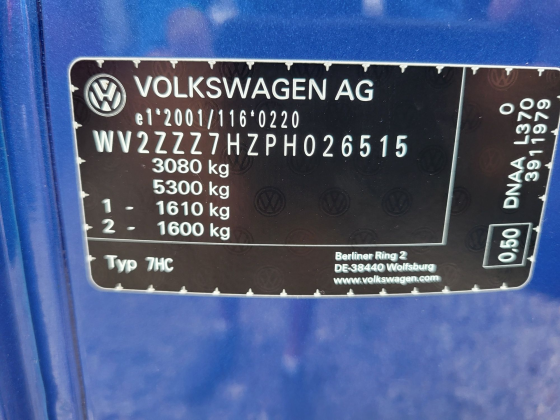 VOLKSWAGEN AG
e1*2001/116*0220
WV2ZZZ7HZPH026515
3080 kg
5300 kg
1 - 1610 kg
2 - 1600 kg
Typ 7HC
Berliner Ring 2
DE-38440 Wolfsburg
www.volkswagen.com
0,50
O
DNAA L370
3911979